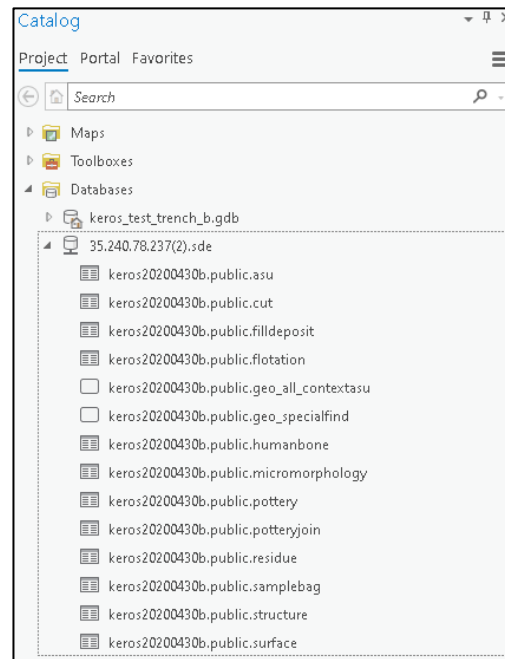 Catalog
Project Portal Favorites
Search
Maps
Toolboxes
Databases
keros_test_trench_b.gdb
35.240.78.237(2).sde
keros20200430b.public.asu
keros20200430b.public.cut
keros20200430b.public.filldeposit
keros20200430b.public.flotation
keros20200430b.public.geo_all_contextasu
keros20200430b.public.geo_specialfind
keros20200430b.public.humanbone
keros20200430b.public.micromorphology
keros20200430b.public.pottery
keros20200430b.public.potteryjoin
keros20200430b.public.residue
keros20200430b.public.samplebag
keros20200430b.public.structure
keros20200430b.public.surface